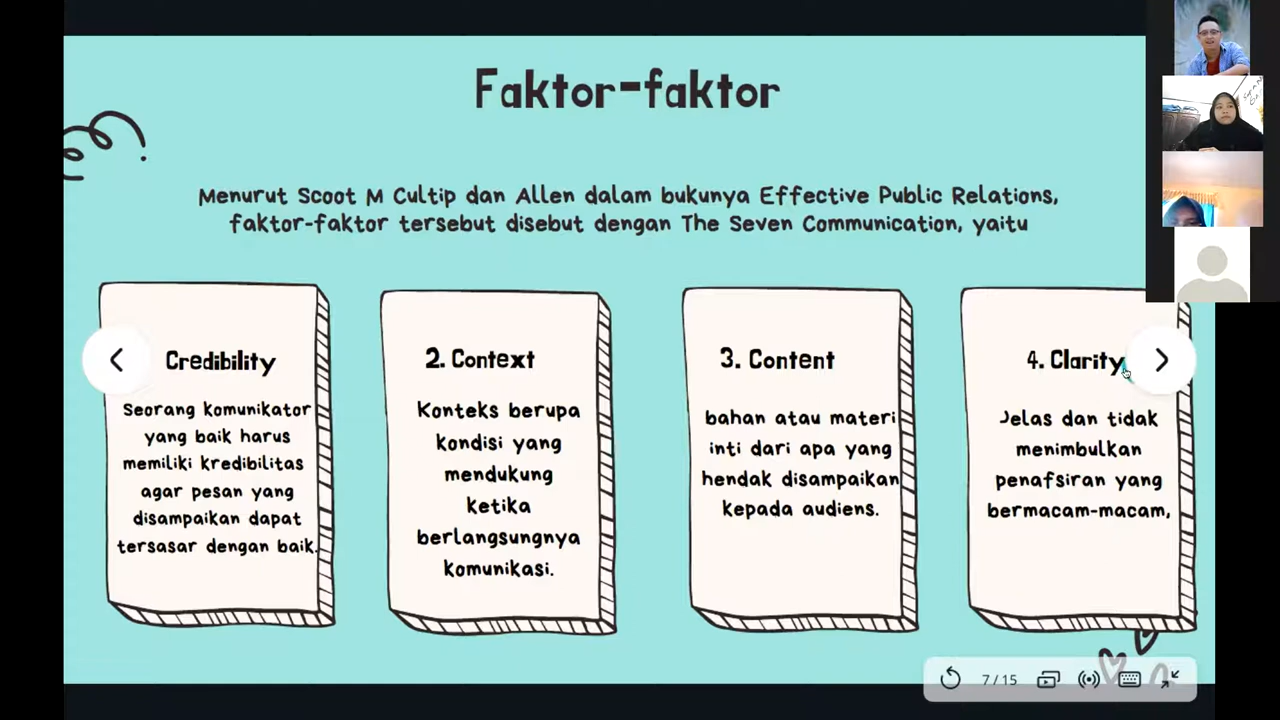 Faktor-faktor
Menurut Scoot M Cultip dan Allen dalam bukunya Effective Public Relations,
faktor-faktor tersebut disebut dengan The Seven Communication, yaitu
Credibility
Seorang komunikator
yang baik harus
memiliki kredibilitas
agar pesan yang
disampaikan dapat
tersasar dengan baik.
2. Context
Konteks berupa
kondisi yang
mendukung
ketika
berlangsungnya
komunikasi.
3. Content
bahan atau materi
inti dari apa yang
hendak disampaikan
kepada audiens.
4. Clarity
Jelas dan tidak
menimbulkan
penafsiran yang
bermacam-macam,
7 / 15